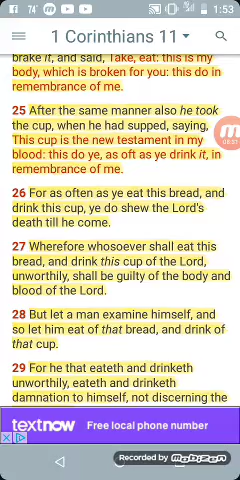 74%
1:53
1 Corinthians 11
brake it, and said, Take, eat: this is my
body, which is broken for you: this do in
remembrance of me.
25 After the same manner also he took
the cup, when he had supped, saying,
This cup is the new testament in my
blood: this do ye, as oft as ye drink it, in
remembrance of me.
26 For as often as ye eat this bread, and
drink this cup, ye do shew the Lord's
death till he come.
27 Wherefore whosoever shall eat this
bread, and drink this cup of the Lord,
unworthily, shall be guilty of the body and
blood of the Lord.
28 But let a man examine himself, and
so let him eat of that bread, and drink of
that cup.
29 For he that eateth and drinketh
unworthily, eateth and drinketh
damnation to himself, not discerning the
textnow Free local phone number
Recorded by mobizen